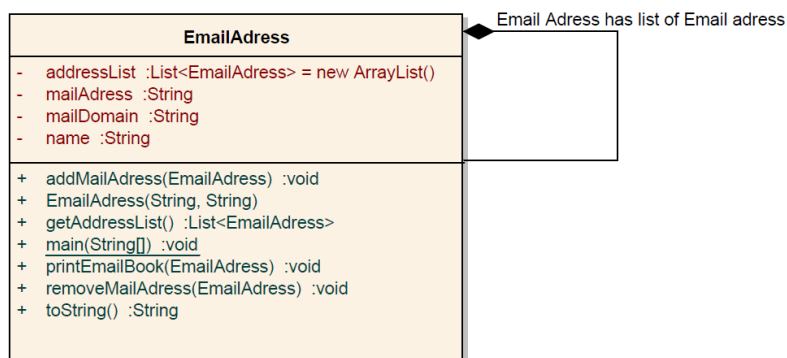 Email Adress has list of Email adress
EmailAdress
- addressList :List<EmailAdress> = new ArrayList()
- mailAdress :String
- mailDomain :String
- name :String
+ addMailAdress(EmailAdress) :void
+ EmailAdress(String, String)
+ getAddressList() :List<EmailAdress>
+ main(String[]) :void
+ printEmailBook(EmailAdress) :void
+ removeMailAdress(EmailAdress) :void
+ toString() :String